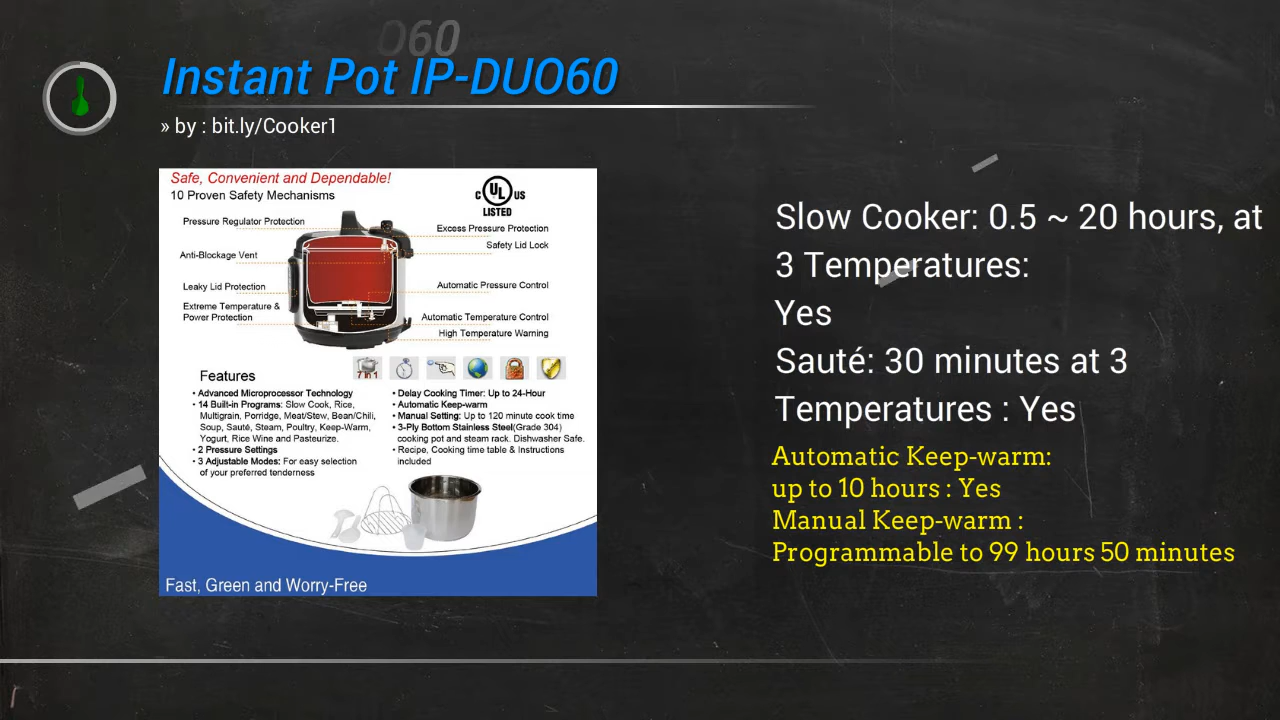 O60
Instant Pot IP-DUO60
» by : bit.ly/Cooker1
Safe, Convenient and Dependable!
10 Proven Safety Mechanisms
C UL US
LISTED
Pressure Regulator Protection
Excess Pressure Protection
Safety Lid Lock
Anti-Blockage Vent
Leaky Lid Protection
Automatic Pressure Control
Extreme Temperature &
Power Protection
Automatic Temperature Control
High Temperature Warning
7 IN 1
Features
• Advanced Microprocessor Technology
• 14 Built-in Programs: Slow Cook, Rice,
Multigrain, Porridge, Meat/Stew, Bean/Chili,
Soup, Sauté, Steam, Poultry, Keep-Warm,
Yogurt, Rice Wine and Pasteurize.
• 2 Pressure Settings
• 3 Adjustable Modes: For easy selection
of your preferred tenderness
• Delay Cooking Timer: Up to 24-Hour
• Automatic Keep-warm
• Manual Setting: Up to 120 minute cook time
• 3-Ply Bottom Stainless Steel(Grade 304)
cooking pot and steam rack. Dishwasher Safe.
• Recipe, Cooking time table & Instructions
included
Fast, Green and Worry-Free
Slow Cooker: 0.5 ~ 20 hours, at
3 Temperatures:
Yes
Sauté: 30 minutes at 3
Temperatures : Yes
Automatic Keep-warm:
up to 10 hours : Yes
Manual Keep-warm :
Programmable to 99 hours 50 minutes